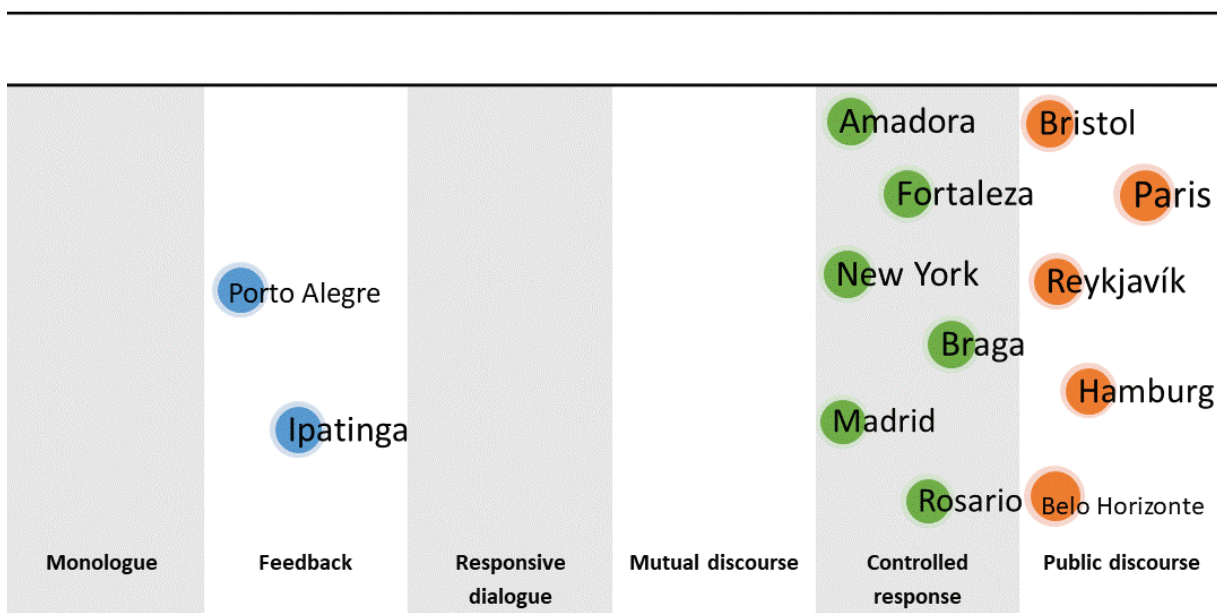 Amadora
Bristol
Fortaleza
Paris
New York
Reykjavík
Porto Alegre
Braga
Hamburg
Ipatinga
Madrid
Rosario
Belo Horizonte
Monologue
Feedback
Responsive
dialogue
Mutual discourse
Controlled
response
Public discourse